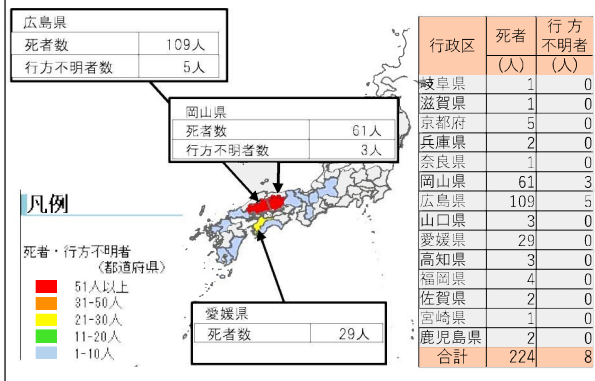 広島県
死者数 109人
行方不明者数 5人
岡山県
死者数 61人
行方不明者数 3人
凡例
死者・行方不明者
(都道府県)
51人以上
31-50人
21-30人
11-20人
1-10人
愛媛県
死者数 29人
行政区 死者(人) 行方不明者(人)
岐阜県 1 0
滋賀県 1 0
京都府 5 0
兵庫県 2 0
奈良県 1 0
岡山県 61 3
広島県 109 5
山口県 3 0
愛媛県 29 0
高知県 3 0
福岡県 4 0
佐賀県 2 0
宮崎県 1 0
鹿児島県 2 0
合計 224 8